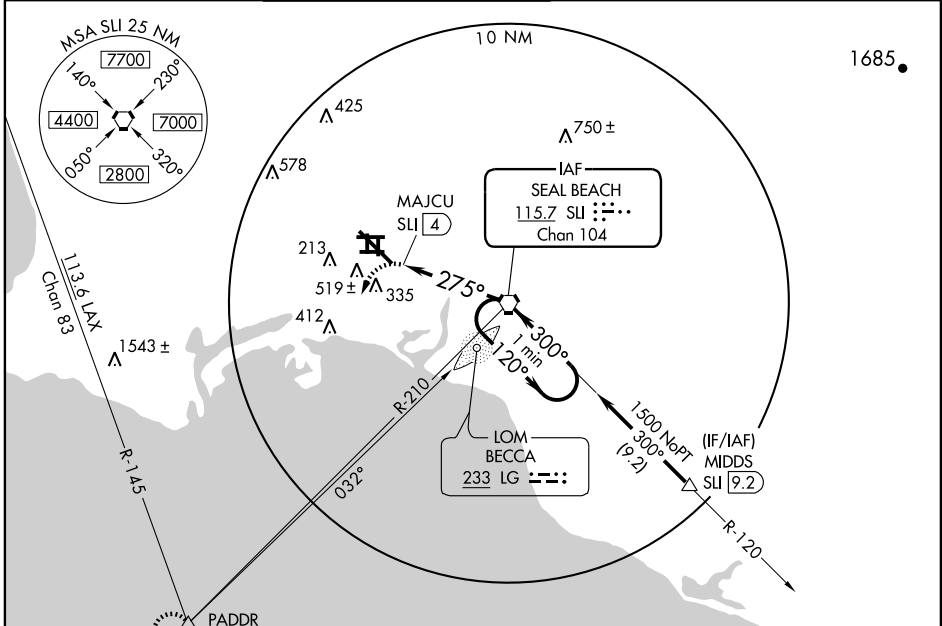 MSA SLI 25 NM
7700
140°
230°
4400
7000
050°
320°
2800
10 NM
1685
425
750 ±
578
IAF
SEAL BEACH
115.7 SLI
Chan 104
MAJCU
SLI 4
213
519 ±
335
275°
412
113.6 LAX
Chan 83
1543 ±
300°
1 min
120°
R-210
032°
1500 NoPT
300°
(9.2)
(IF/IAF)
MIDDS
SLI 9.2
LOM
BECCA
233 LG
R-145
R-120
PADDR